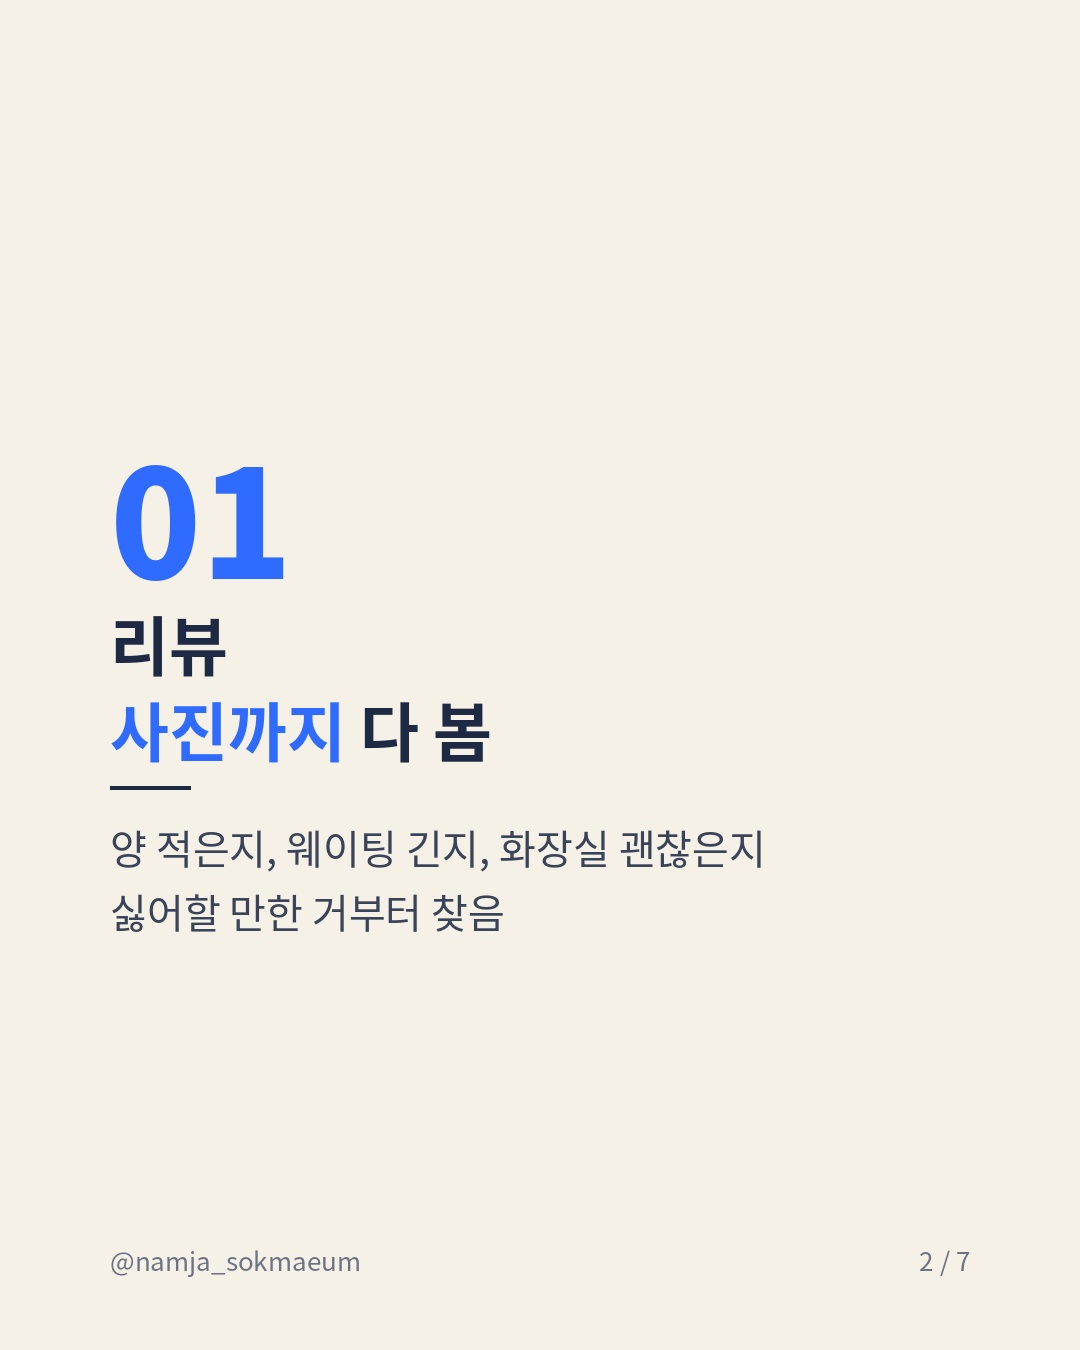 01
리뷰
사진까지 다 봄
양 적은지, 웨이팅 긴지, 화장실 괜찮은지
싫어할 만한 거부터 찾음
@namja_sokmaeum
2 / 7